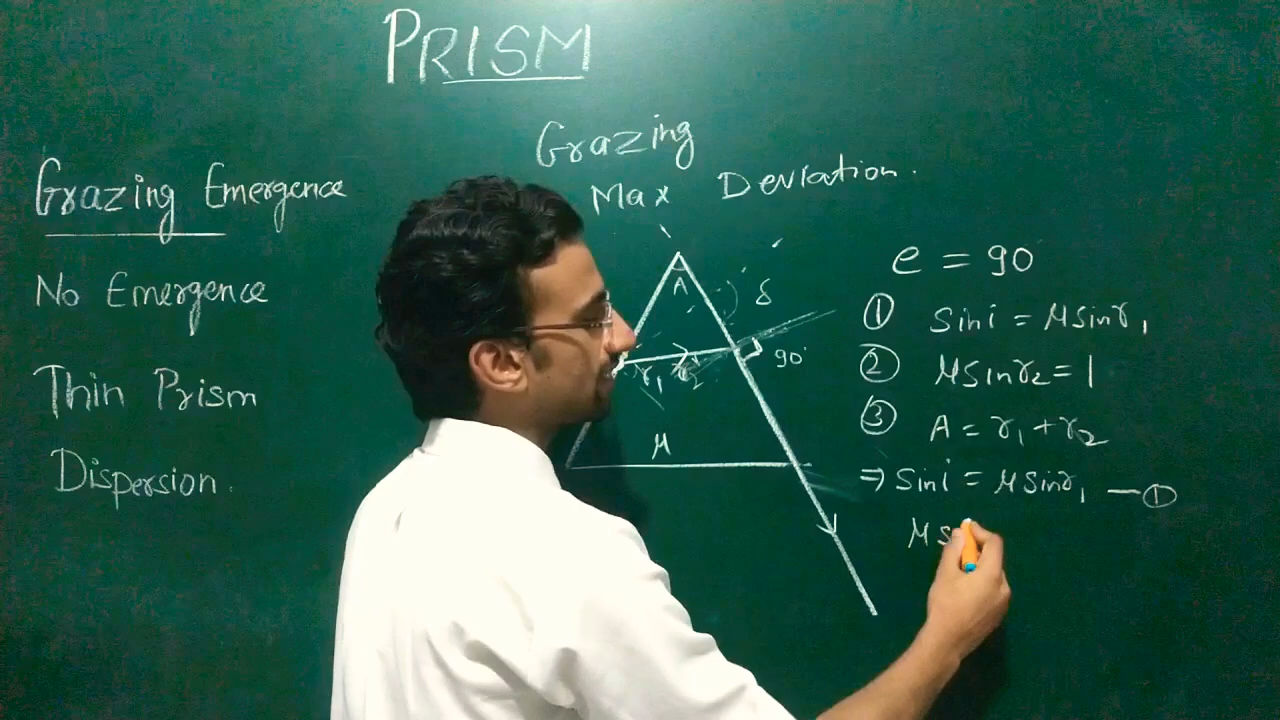 PRISM
Grazing
Max Deviation.
Grazing Emergence
No Emergence
Thin Prism
Dispersion.
A
δ
r₁
r₂
90°
μ
e = 90
① sin i = μ sin r₁
② μ sin r₂ = 1
③ A = r₁ + r₂
⇒ sin i = μ sin r₁ — ①
μ s